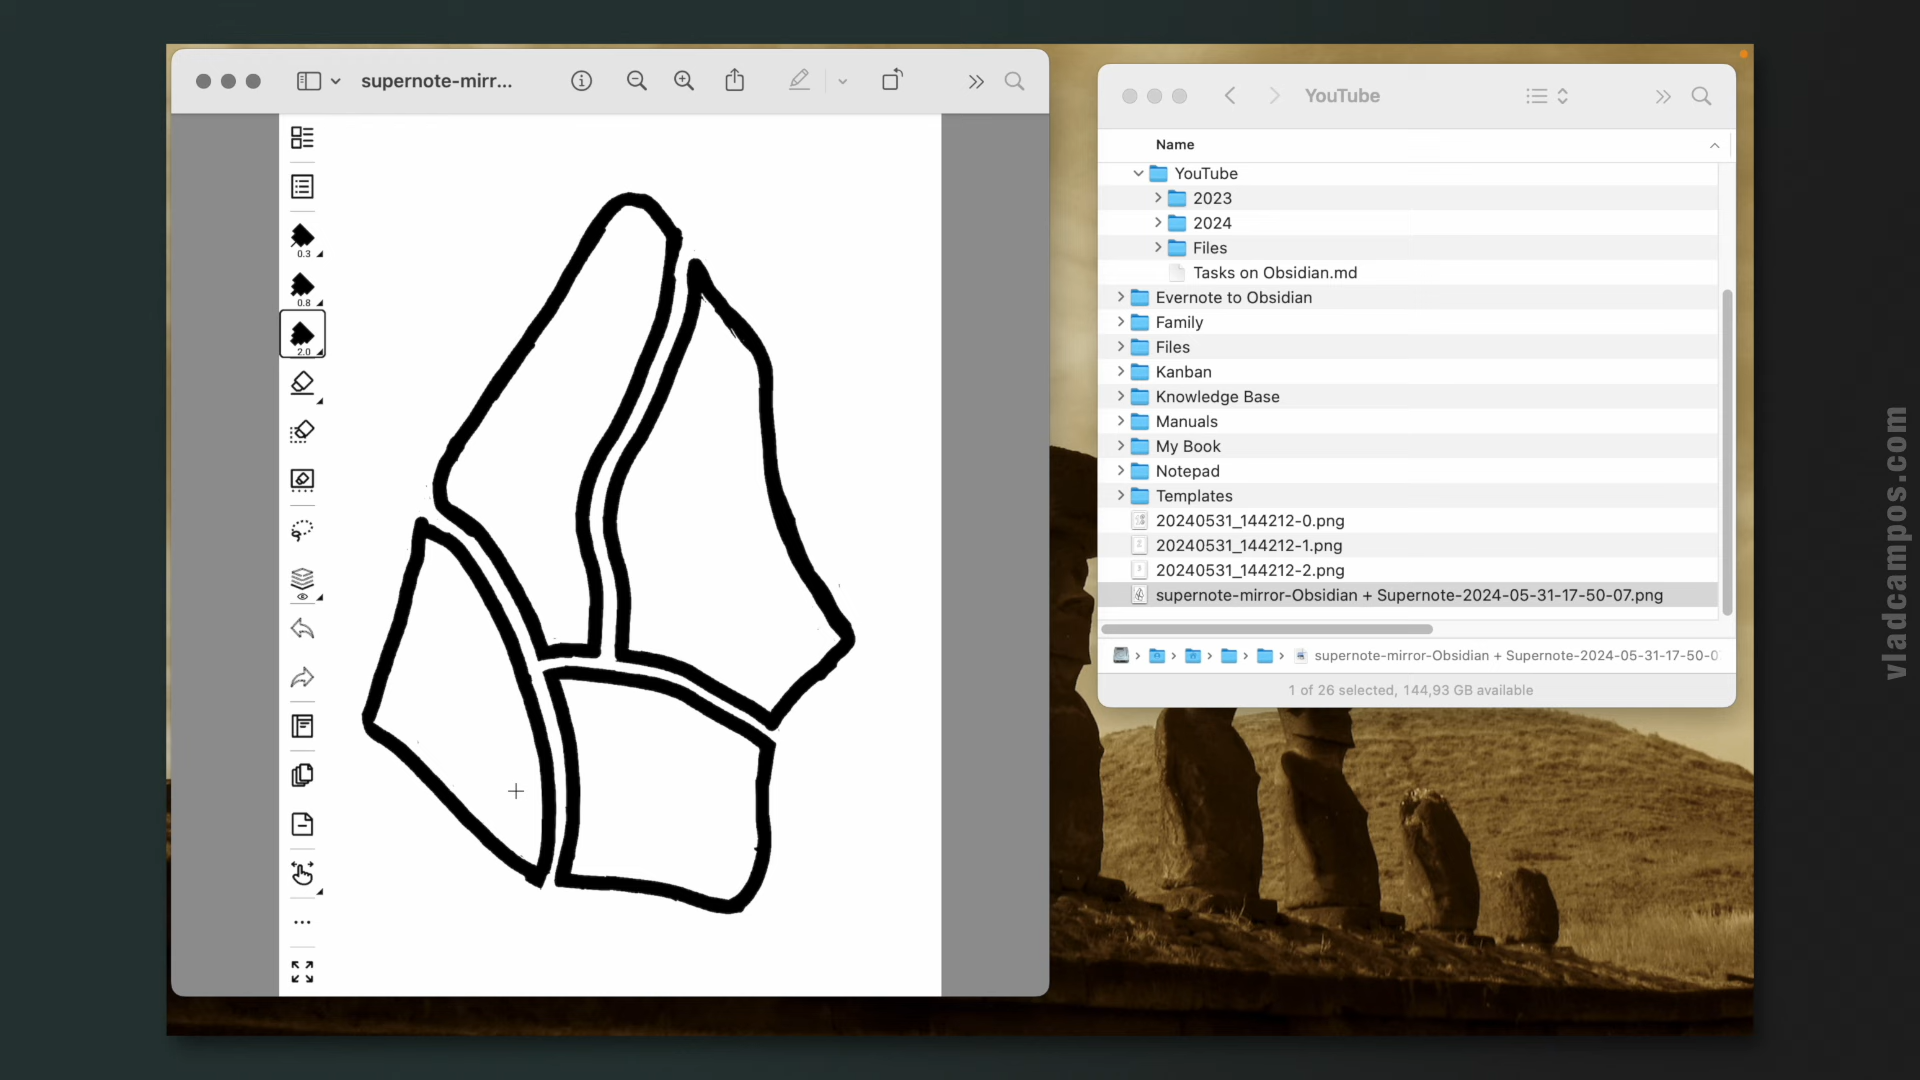 supernote-mirr...
0.3
0.8
2.0
YouTube
Name
YouTube
2023
2024
Files
Tasks on Obsidian.md
Evernote to Obsidian
Family
Files
Kanban
Knowledge Base
Manuals
My Book
Notepad
Templates
20240531_144212-0.png
20240531_144212-1.png
20240531_144212-2.png
supernote-mirror-Obsidian + Supernote-2024-05-31-17-50-07.png
supernote-mirror-Obsidian + Supernote-2024-05-31-17-50-0
1 of 26 selected, 144,93 GB available
vladcampos.com